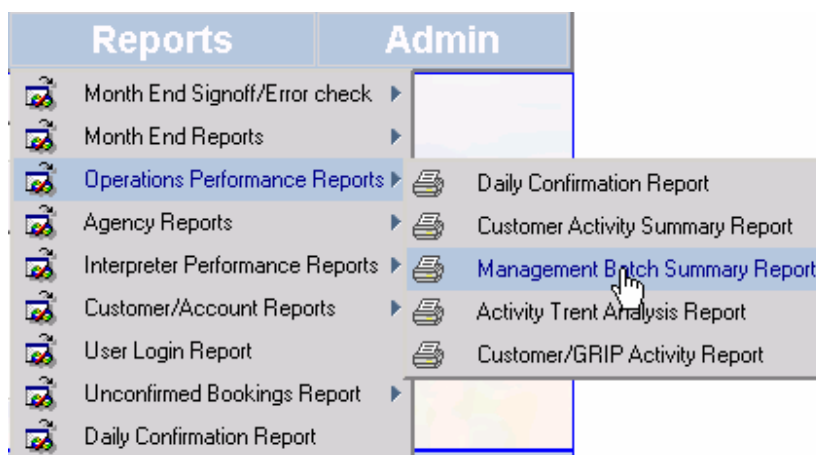 Reports Admin
Month End Signoff/Error check
Month End Reports
Operations Performance Reports
Agency Reports
Interpreter Performance Reports
Customer/Account Reports
User Login Report
Unconfirmed Bookings Report
Daily Confirmation Report
Daily Confirmation Report
Customer Activity Summary Report
Management Batch Summary Report
Activity Trent Analysis Report
Customer/GRIP Activity Report